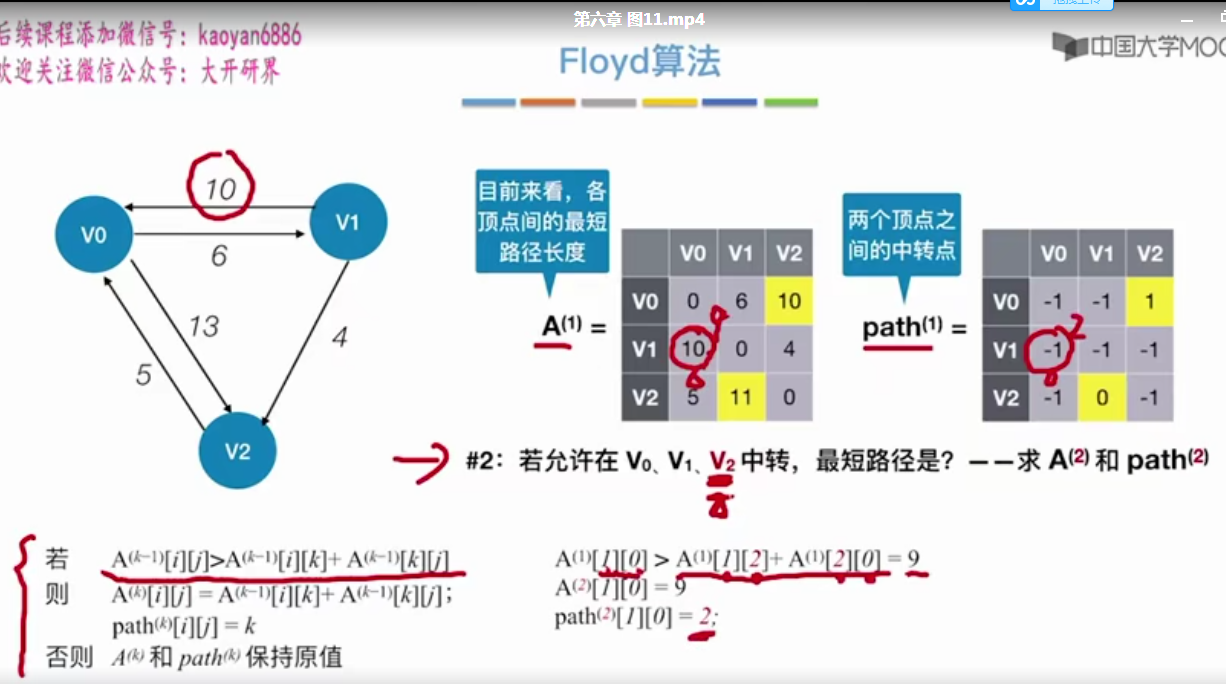 第六章 图11.mp4
拖拽上传
后续课程添加微信号：kaoyan6886
欢迎关注微信公众号：大开研界
中国大学MOO
Floyd算法
10
V0
V1
6
13
4
5
V2
目前来看，各
顶点间的最短
路径长度
A(1) =
V0 V1 V2
V0 0 6 10
V1 10 0 4
V2 5 11 0
两个顶点之
间的中转点
path(1) =
V0 V1 V2
V0 -1 -1 1
V1 -1 -1 -1
V2 -1 0 -1
#2：若允许在 V0、V1、V2 中转，最短路径是？——求 A(2) 和 path(2)
若 A(k-1)[i][j]>A(k-1)[i][k]+ A(k-1)[k][j]
则 A(k)[i][j] = A(k-1)[i][k]+ A(k-1)[k][j];
path(k)[i][j] = k
否则 A(k) 和 path(k) 保持原值
A(1)[1][0] > A(1)[1][2]+ A(1)[2][0] = 9
A(2)[1][0] = 9
path(2)[1][0] = 2;